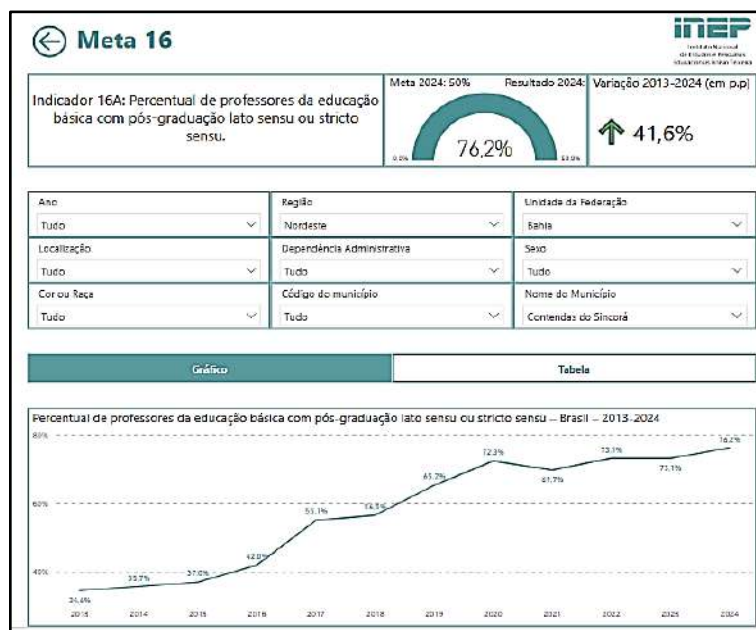 Meta 16
inep
Indicador 16A: Percentual de professores da educação
básica com pós-graduação lato sensu ou stricto
sensu.
Meta 2024: 50%
Resultado 2024:
76,2%
0,0%
Variação 2013-2024 (em p.p)
41,6%
Ano
Tudo
Região
Nordeste
Unidade da Federação
Bahia
Localização
Tudo
Dependência Administrativa
Tudo
Sexo
Tudo
Cor ou Raça
Tudo
Código do município
Tudo
Nome do Município
Contendas do Sincorá
Gráfico
Tabela
Percentual de professores da educação básica com pós-graduação lato sensu ou stricto sensu – Brasil – 2013-2024
80%
60%
40%
34,6%
35,7%
37,0%
42,0%
55,1%
65,2%
72,3%
73,1%
76,2%
2013 2014 2015 2016 2017 2018 2019 2020 2021 2022 2023 2024